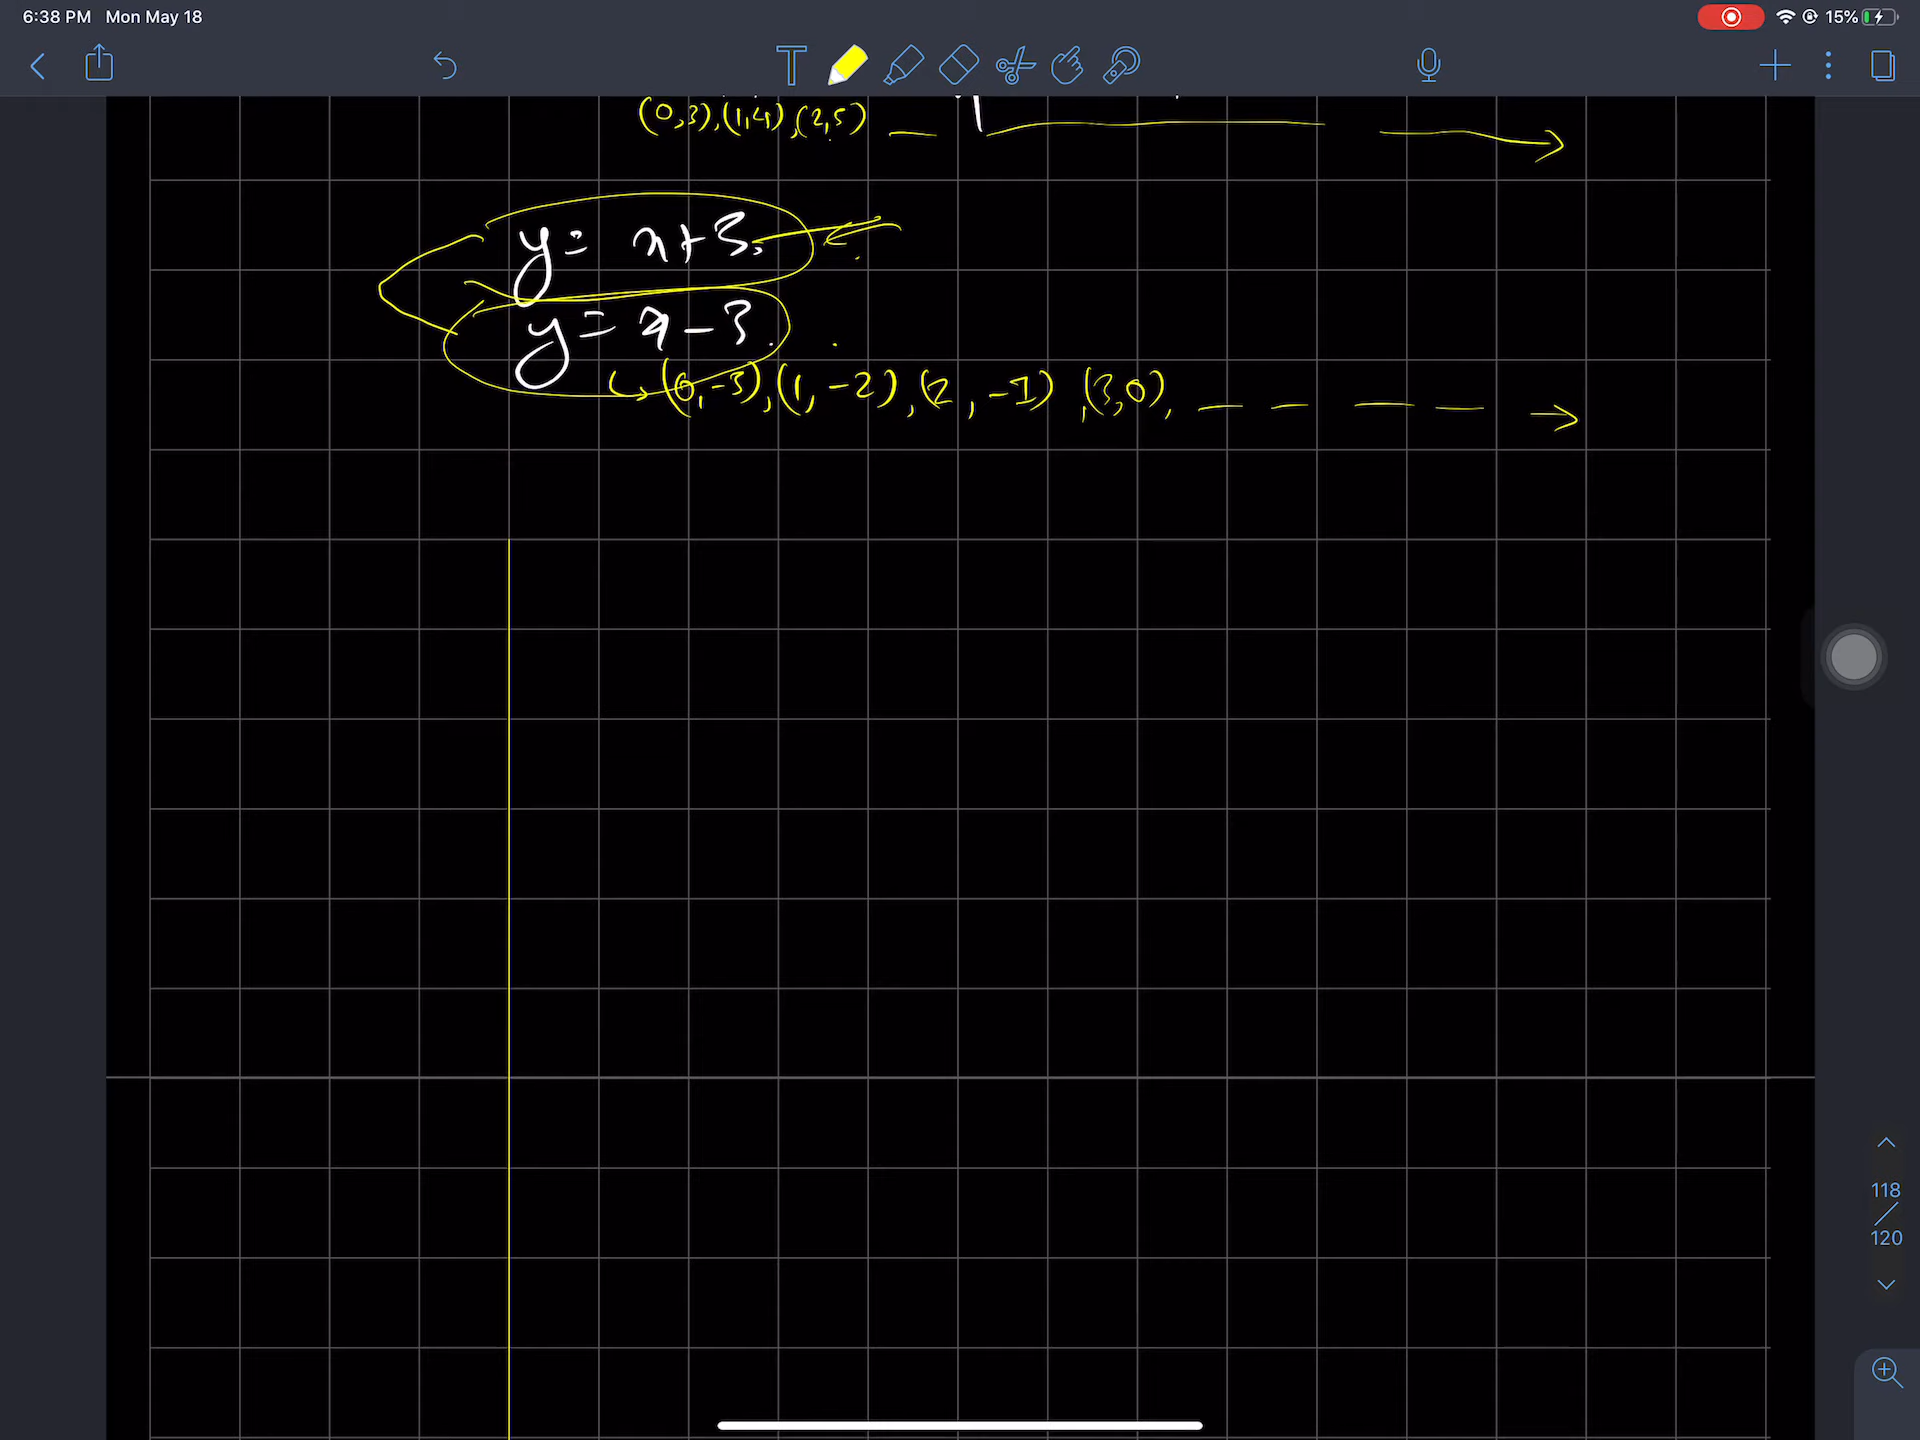 6:38 PM Mon May 18
15%
T
(0,3),(1,4),(2,5) _
y = x+3.
y = x-3.
(0,-3),(1,-2),(2,-1),(3,0), _ _ _ _ →
118
/
120